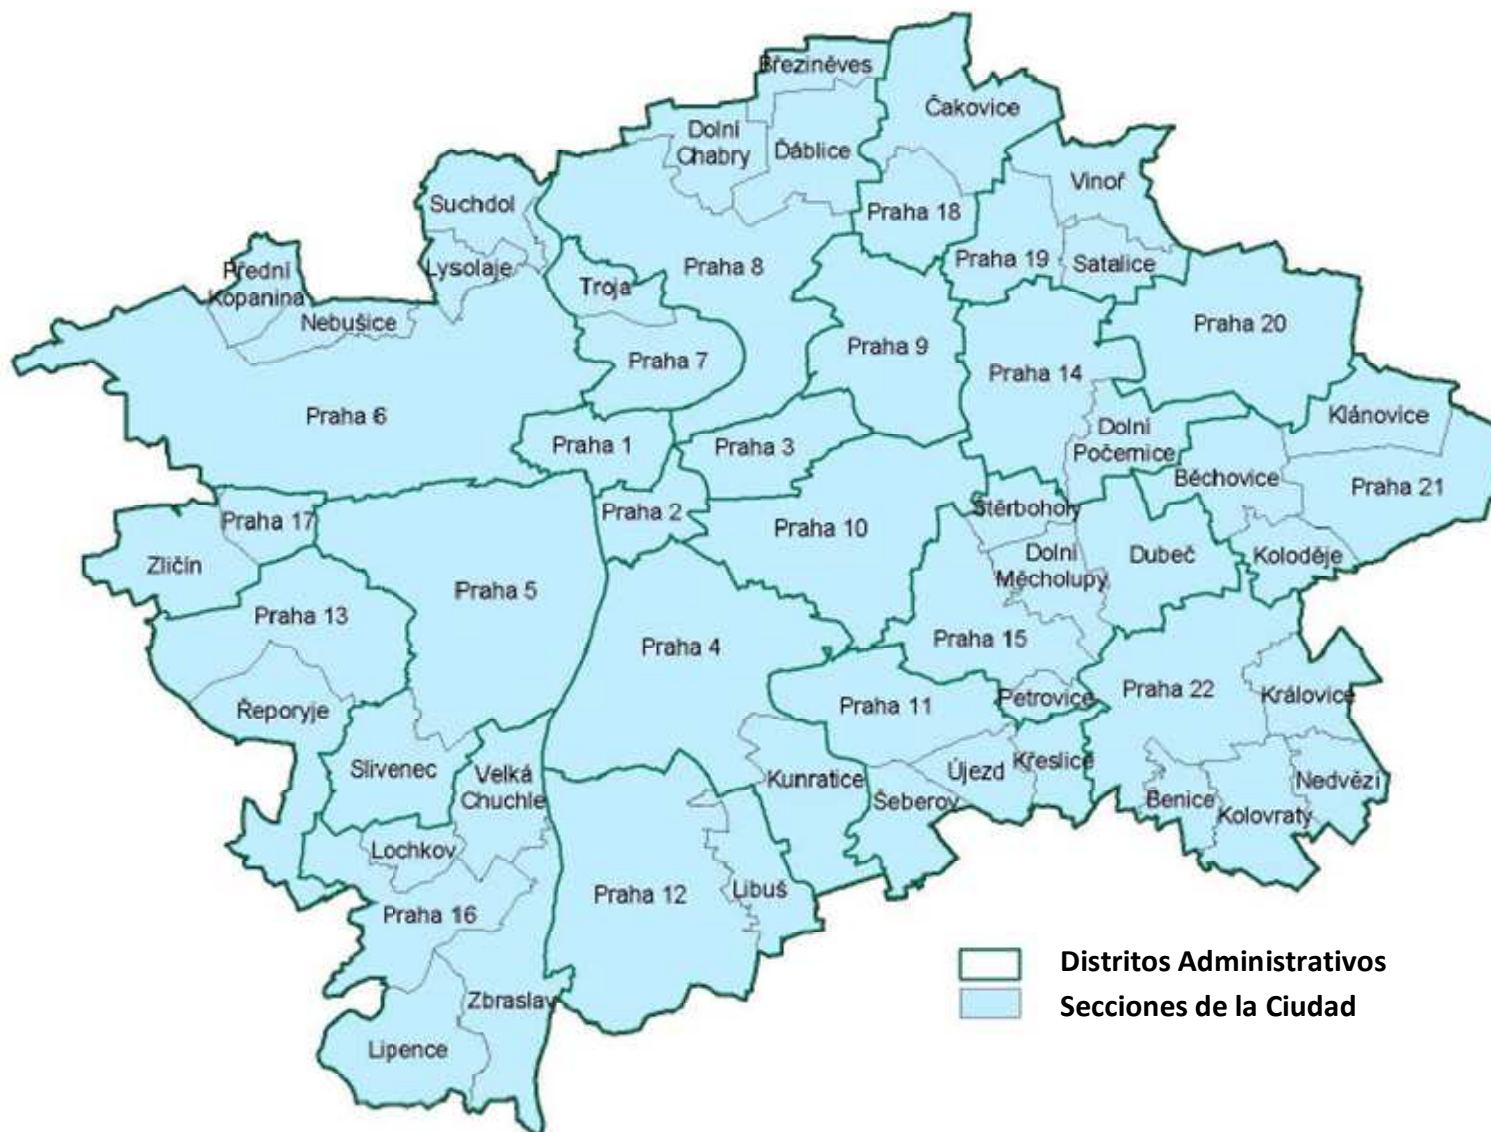 Březiněves
Čakovice
Dolní
Chabry
Ďáblice
Vinoř
Suchdol
Praha 18
Přední
Kopanina
Lysolaje
Troja
Praha 8
Praha 19
Satalice
Nebušice
Praha 20
Praha 7
Praha 9
Praha 14
Praha 6
Klánovice
Praha 1
Praha 3
Dolní
Počernice
Běchovice
Praha 21
Praha 17
Praha 2
Praha 10
Štěrboholy
Zličín
Dolní
Měcholupy
Dubeč
Koloděje
Praha 5
Praha 13
Praha 4
Praha 15
Řeporyje
Praha 11
Petrovice
Praha 22
Královice
Slivenec
Velká
Chuchle
Kunratice
Šeberov
Újezd
Křeslice
Benice
Kolovraty
Nedvězí
Lochkov
Praha 12
Libuš
Praha 16
Zbraslav
Lipence
Distritos Administrativos
Secciones de la Ciudad